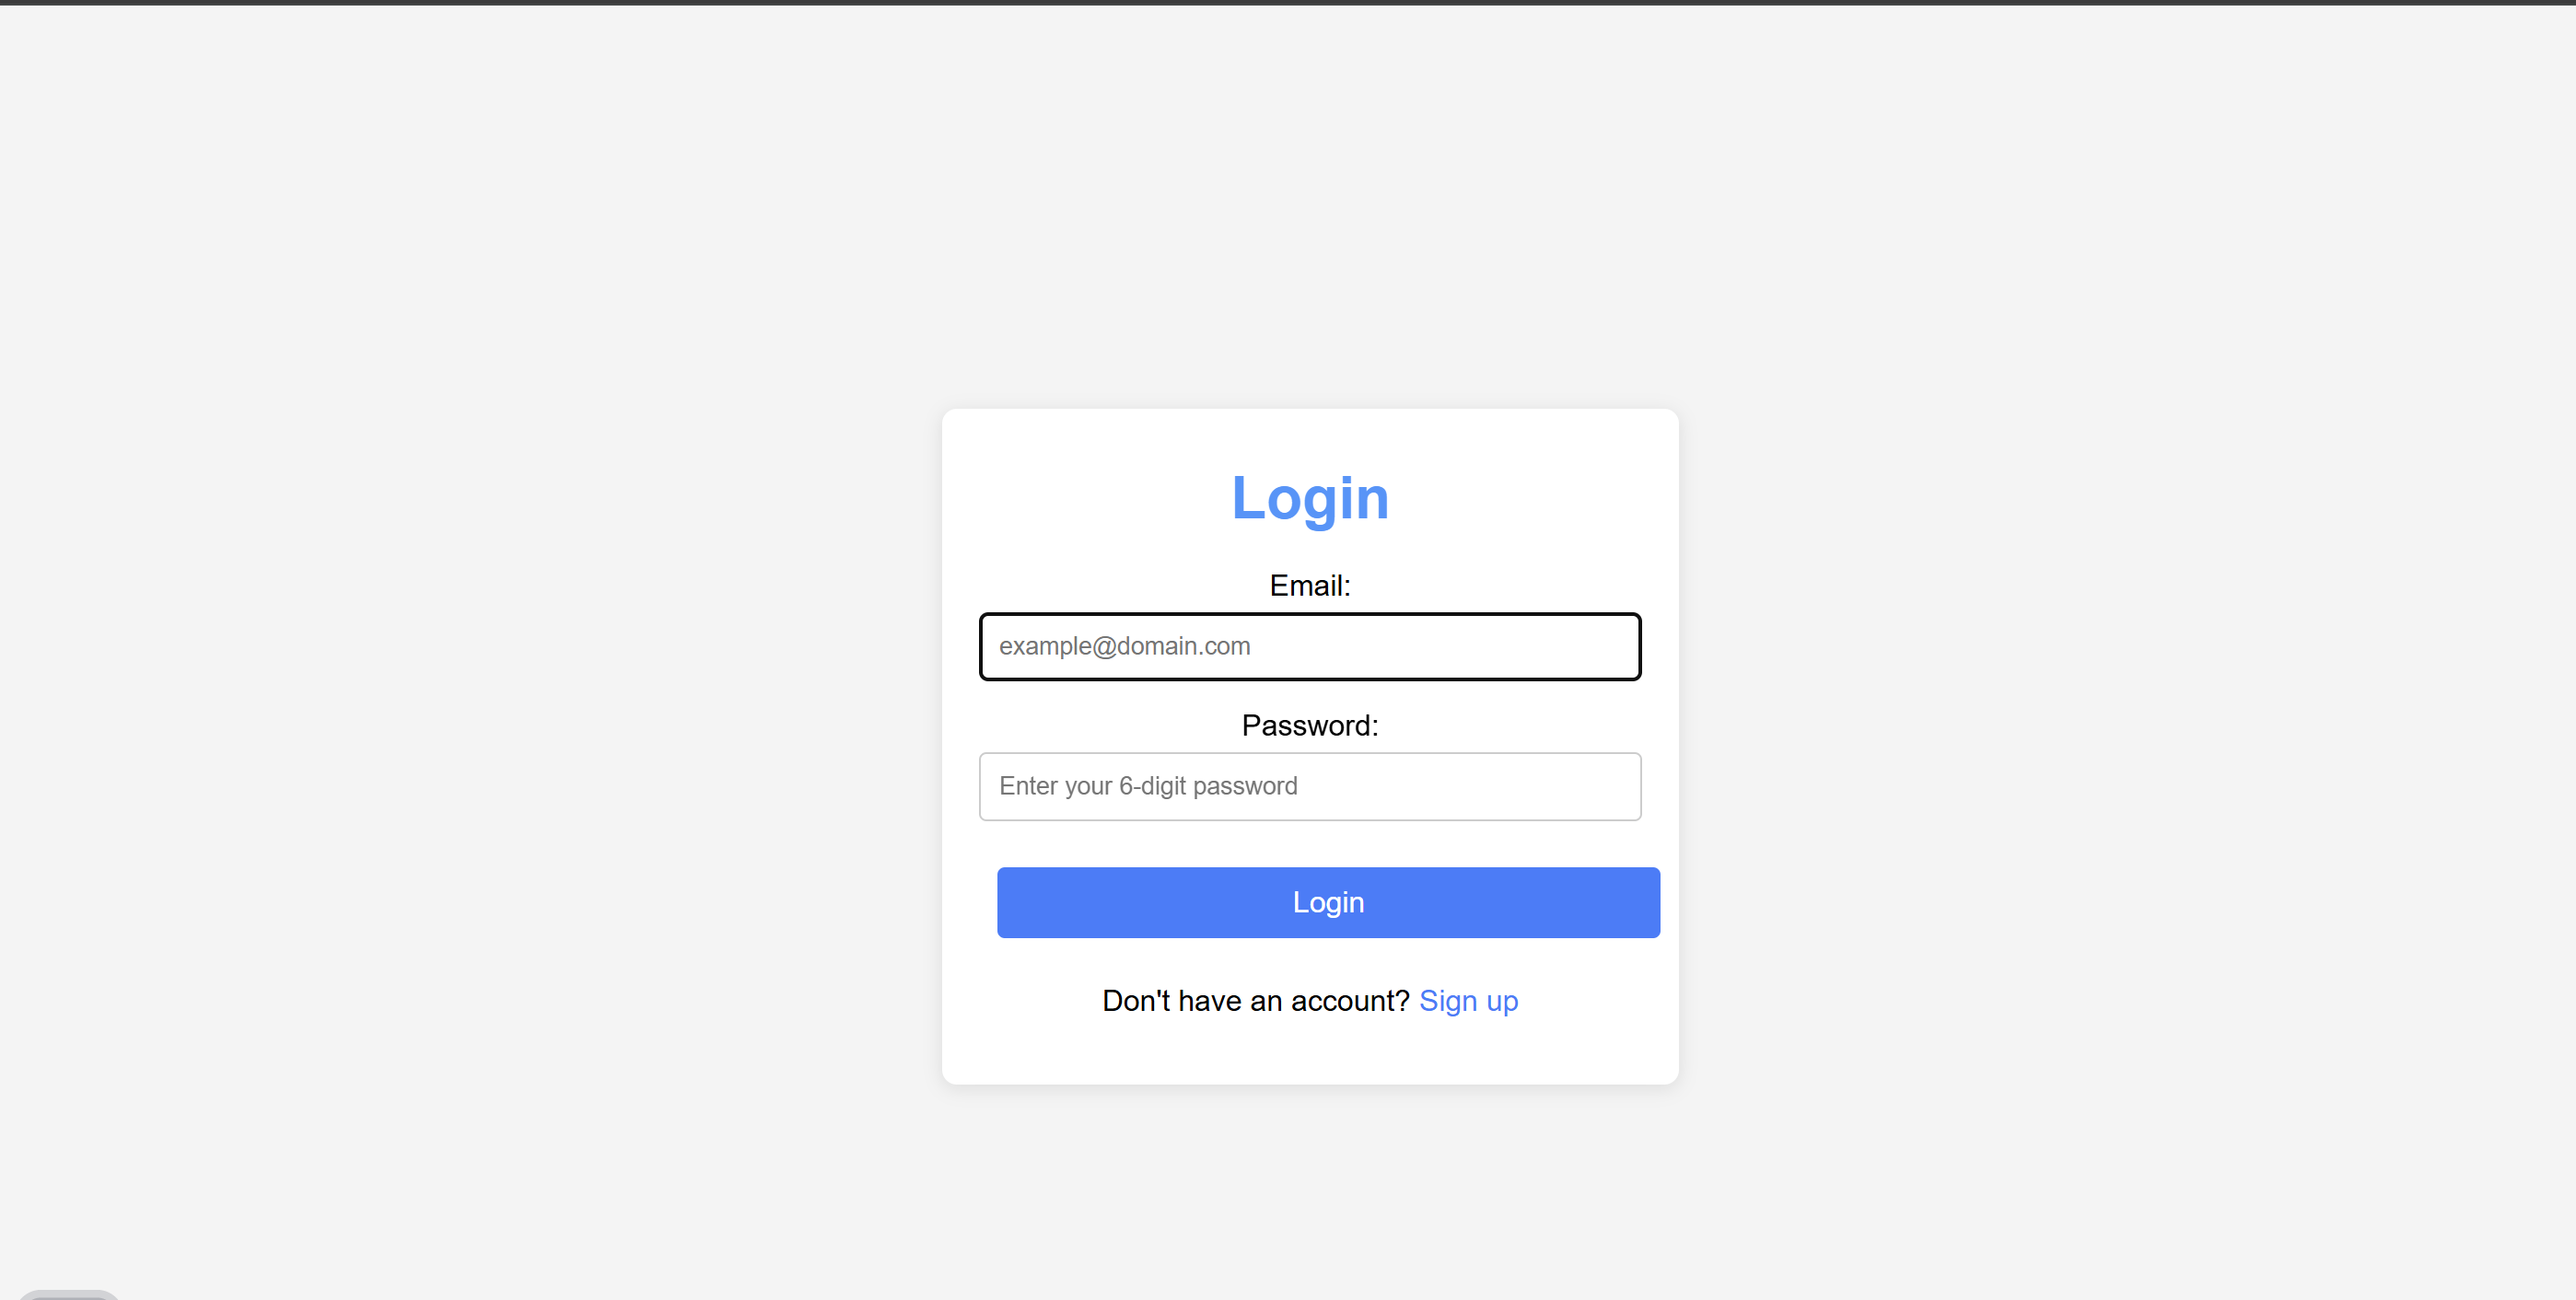 Login
Email:
example@domain.com
Password:
Enter your 6-digit password
Login
Don't have an account? Sign up